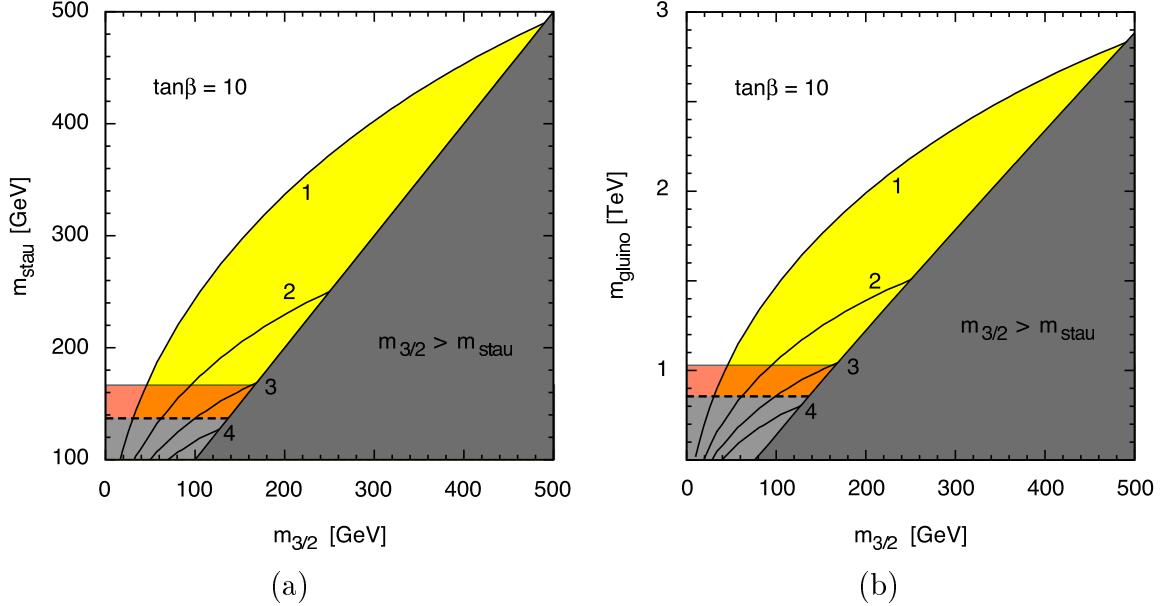 500
400
300
200
100
m_stau [GeV]
tanβ = 10
1
2
3
4
m_3/2 > m_stau
0 100 200 300 400 500
m_3/2 [GeV]
(a)
3
2
1
m_gluino [TeV]
tanβ = 10
1
2
3
4
m_3/2 > m_stau
0 100 200 300 400 500
m_3/2 [GeV]
(b)